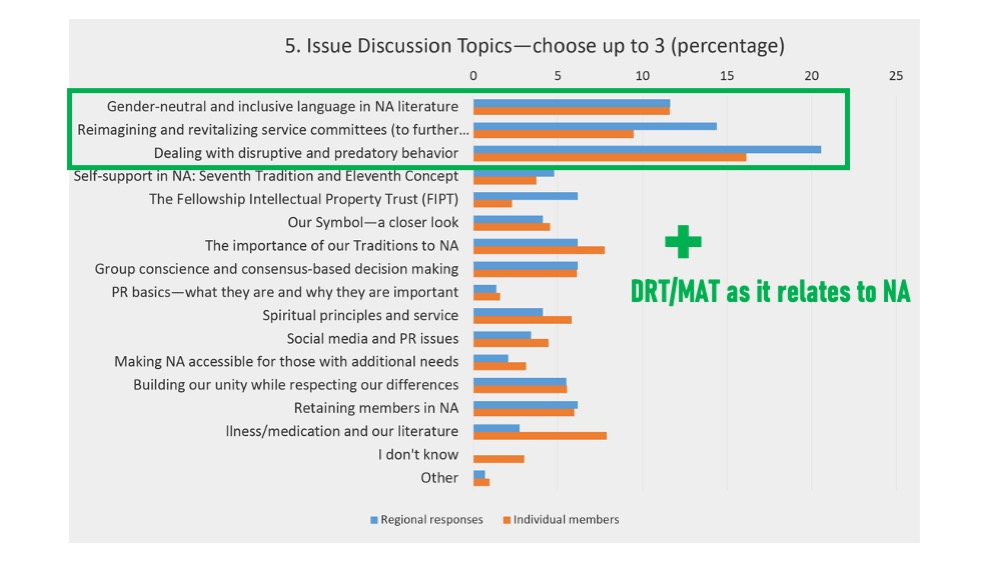 5. Issue Discussion Topics—choose up to 3 (percentage)
0 5 10 15 20 25
Gender-neutral and inclusive language in NA literature
Reimagining and revitalizing service committees (to further...
Dealing with disruptive and predatory behavior
Self-support in NA: Seventh Tradition and Eleventh Concept
The Fellowship Intellectual Property Trust (FIPT)
Our Symbol—a closer look
The importance of our Traditions to NA
Group conscience and consensus-based decision making
PR basics—what they are and why they are important
Spiritual principles and service
Social media and PR issues
Making NA accessible for those with additional needs
Building our unity while respecting our differences
Retaining members in NA
llness/medication and our literature
I don't know
Other
DRT/MAT as it relates to NA
Regional responses Individual members